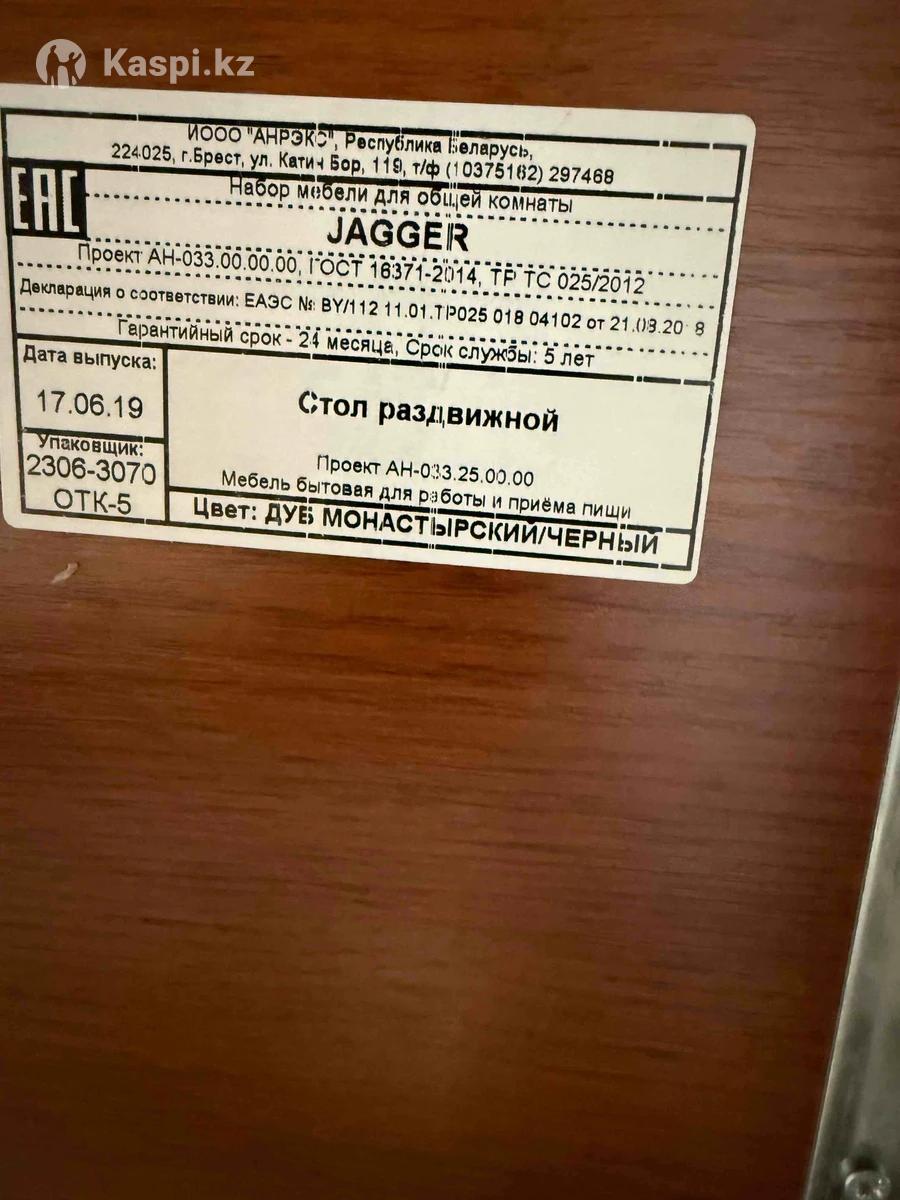 Kaspi.kz
ИООО "АНРЭКС", Республика Беларусь,
224025, г.Брест, ул. Катин Бор, 119, т/ф (10375162) 297468
Набор мебели для общей комнаты
EAC
JAGGER
Проект АН-033.00.00.00, ГОСТ 16371-2014, ТР ТС 025/2012
Декларация о соответствии: ЕАЭС № BY/112 11.01.ТР025 018 04102 от 21.08.2018
Гарантийный срок - 24 месяца, Срок службы: 5 лет
Дата выпуска:
17.06.19
Упаковщик:
2306-3070
ОТК-5
Стол раздвижной
Проект АН-033.25.00.00
Мебель бытовая для работы и приёма пищи
Цвет: ДУБ МОНАСТЫРСКИЙ/ЧЕРНЫЙ